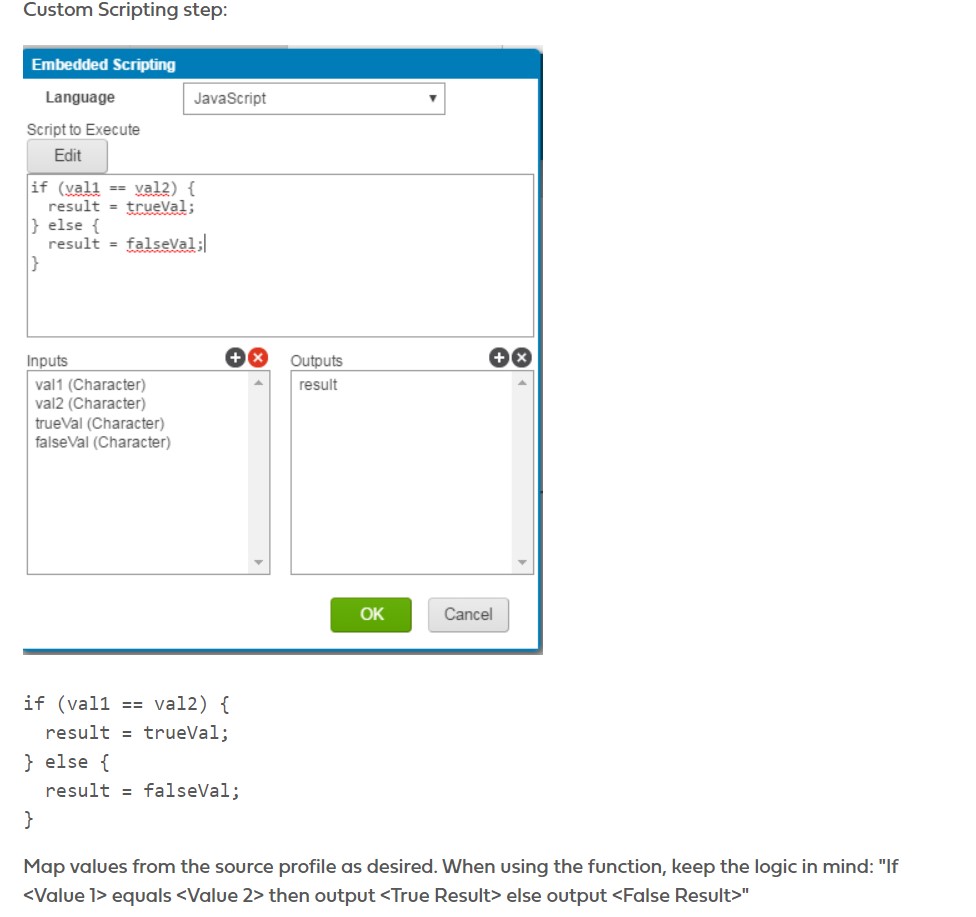 Custom Scripting step:
Embedded Scripting
Language
JavaScript
Script to Execute
Edit
if (val1 == val2) {
  result = trueVal;
} else {
  result = falseVal;
}
Inputs
Outputs
val1 (Character)
val2 (Character)
trueVal (Character)
falseVal (Character)
result
OK
Cancel
if (val1 == val2) {
  result = trueVal;
} else {
  result = falseVal;
}
Map values from the source profile as desired. When using the function, keep the logic in mind: "If
<Value 1> equals <Value 2> then output <True Result> else output <False Result>"